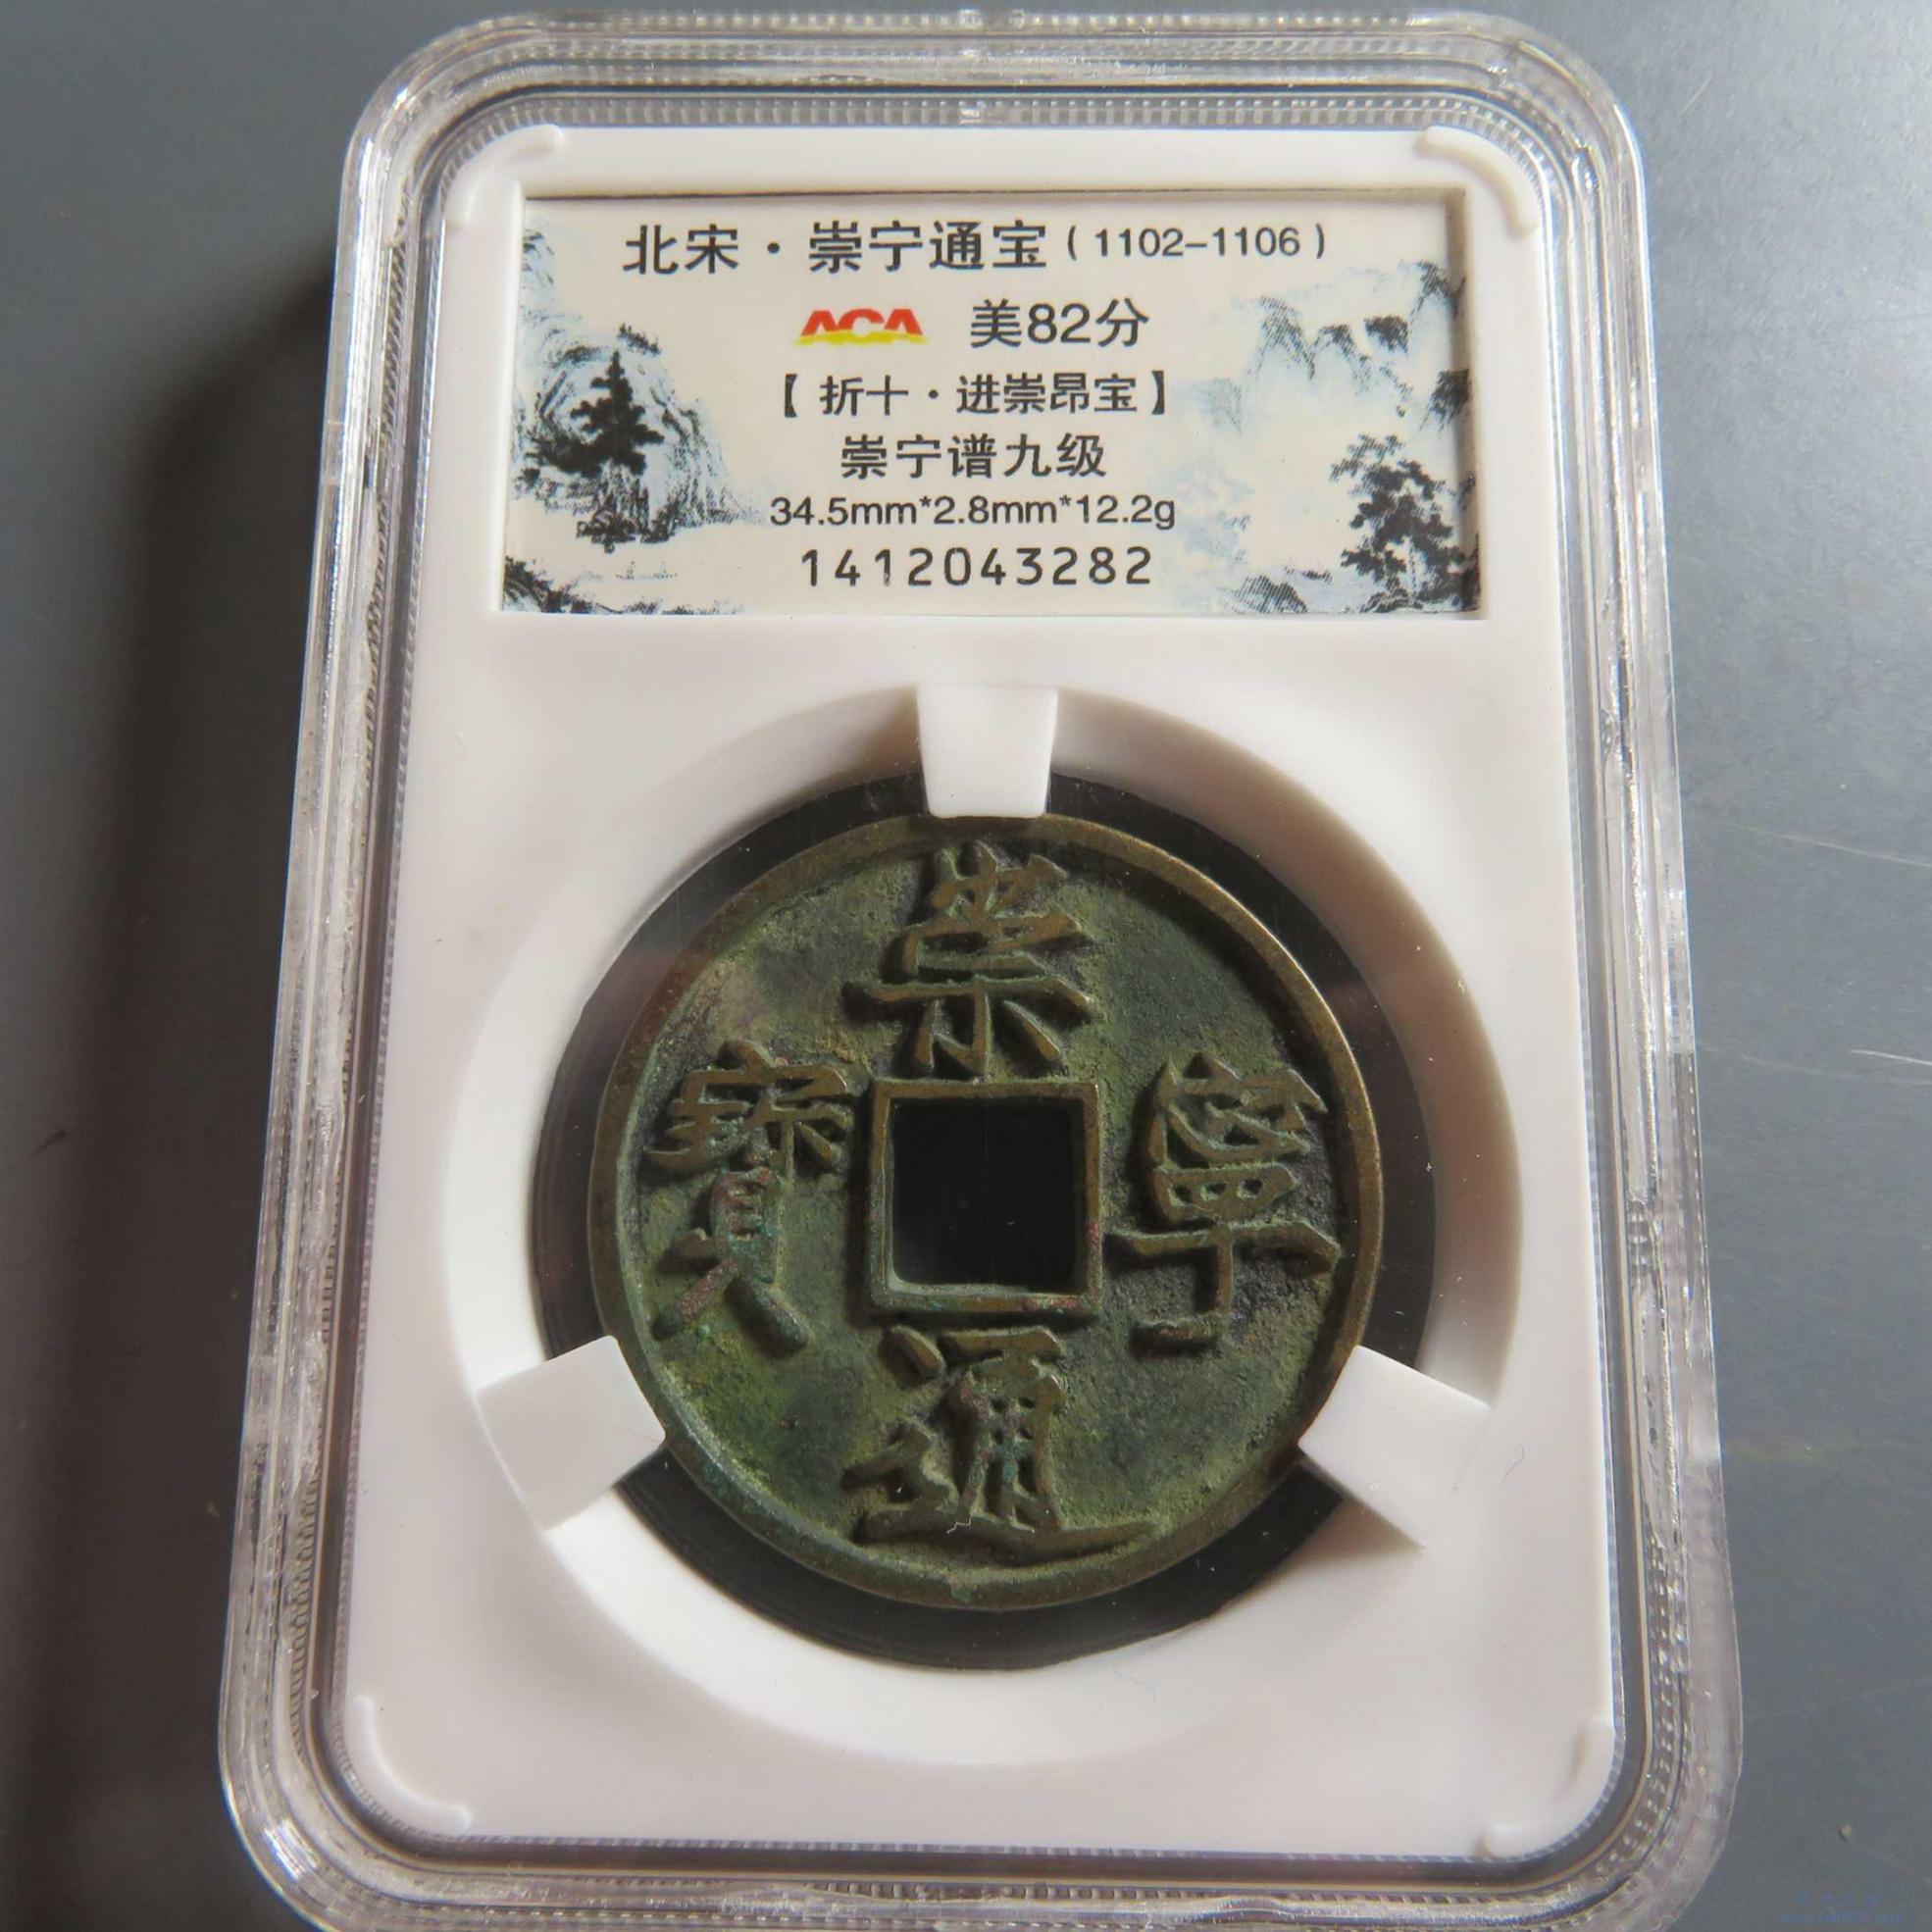 北宋·崇宁通宝(1102-1106)
ACA 美82分
【折十·进崇昂宝】
崇宁谱九级
34.5mm*2.8mm*12.2g
1412043282
崇
寶 寧
通